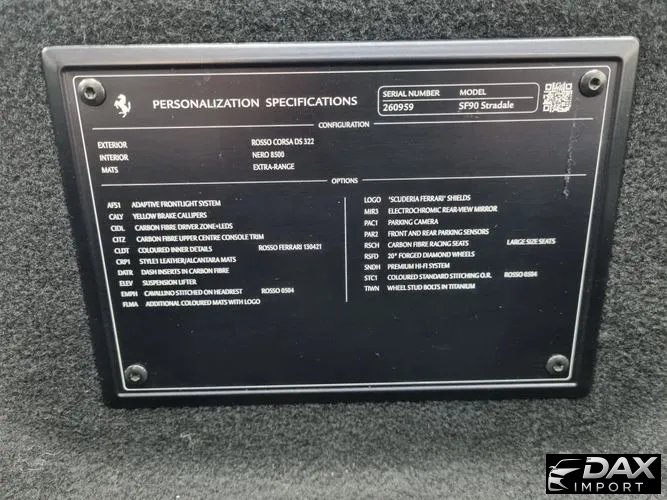 PERSONALIZATION SPECIFICATIONS
SERIAL NUMBER MODEL
260959 SF90 Stradale
CONFIGURATION
EXTERIOR ROSSO CORSA DS 322
INTERIOR NERO 8500
MATS EXTRA-RANGE
OPTIONS
AFS1 ADAPTIVE FRONTLIGHT SYSTEM
CALY YELLOW BRAKE CALLIPERS
CIDL CARBON FIBRE DRIVER ZONE+LEDS
CITZ CARBON FIBRE UPPER CENTRE CONSOLE TRIM
CLDT COLOURED INNER DETAILS ROSSO FERRARI 130421
CRP1 STYLE1 LEATHER/ALCANTARA MATS
DATR DASH INSERTS IN CARBON FIBRE
ELEV SUSPENSION LIFTER
EMPH CAVALLINO STITCHED ON HEADREST ROSSO 0504
FLMA ADDITIONAL COLOURED MATS WITH LOGO
LOGO "SCUDERIA FERRARI" SHIELDS
MIR3 ELECTROCHROMIC REAR-VIEW MIRROR
PAC1 PARKING CAMERA
PAR2 FRONT AND REAR PARKING SENSORS
RSCH CARBON FIBRE RACING SEATS LARGE SIZE SEATS
RSFD 20" FORGED DIAMOND WHEELS
SNDH PREMIUM HI-FI SYSTEM
STC1 COLOURED STANDARD STITCHING O.R. ROSSO 0504
TIWN WHEEL STUD BOLTS IN TITANIUM
DAX
IMPORT